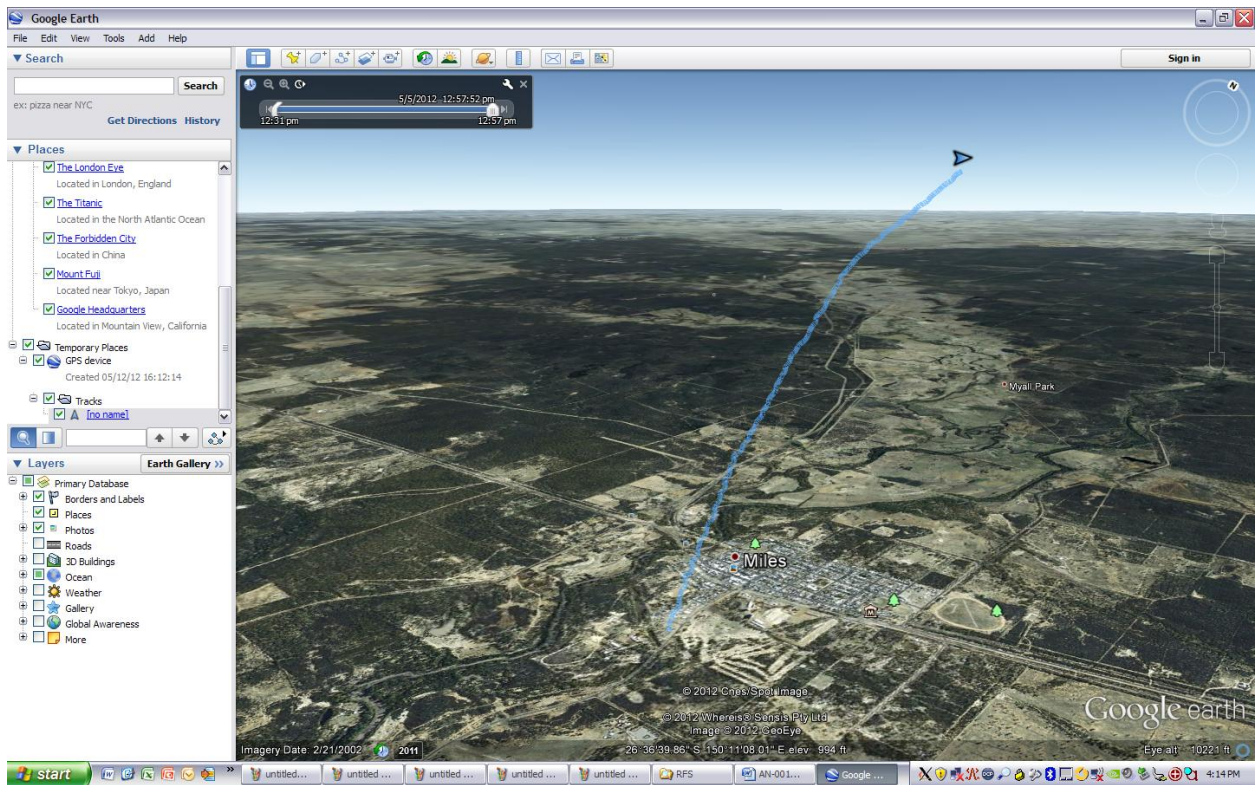 Google Earth
File Edit View Tools Add Help
Search
Sign in
Search
ex: pizza near NYC
Get Directions History
5/5/2012 12:57:52 pm
12:31 pm 12:57 pm
N
Places
The London Eye
Located in London, England
The Titanic
Located in the North Atlantic Ocean
The Forbidden City
Located in China
Mount Fuji
Located near Tokyo, Japan
Google Headquarters
Located in Mountain View, California
Temporary Places
GPS device
Created 05/12/12 16:12:14
Tracks
[no name]
Layers
Earth Gallery >>
Primary Database
Borders and Labels
Places
Photos
Roads
3D Buildings
Ocean
Weather
Gallery
Global Awareness
More
Myall Park
Miles
M
© 2012 Cnes/Spot Image
© 2012 Whereis® Sensis Pty Ltd
Image © 2012 GeoEye
Google earth
Imagery Date: 2/21/2002 2011
26°36'39.86" S 150°11'08.01" E elev 994 ft
Eye alt 10221 ft
start
untitled...
untitled ...
untitled ...
untitled ...
untitled ...
RFS
AN-001...
Google ...
4:14 PM